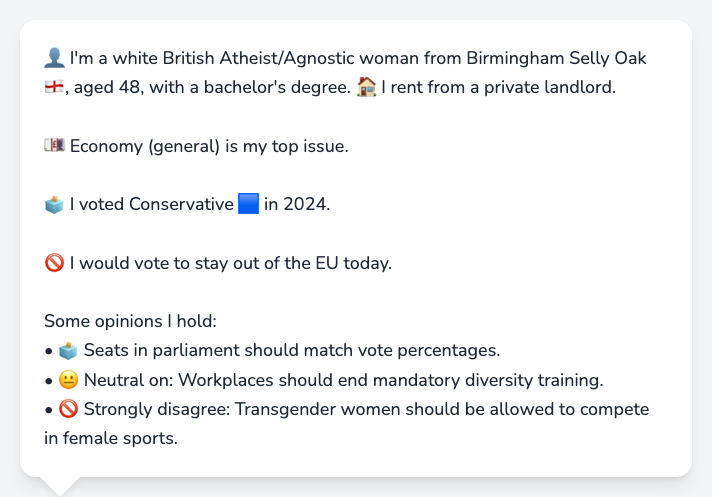 👤 I'm a white British Atheist/Agnostic woman from Birmingham Selly Oak
🏴󠁧󠁢󠁥󠁮󠁧󠁿, aged 48, with a bachelor's degree. 🏠 I rent from a private landlord.
💷 Economy (general) is my top issue.
🗳️ I voted Conservative 🟦 in 2024.
🚫 I would vote to stay out of the EU today.
Some opinions I hold:
• 🗳️ Seats in parliament should match vote percentages.
• 😐 Neutral on: Workplaces should end mandatory diversity training.
• 🚫 Strongly disagree: Transgender women should be allowed to compete
in female sports.